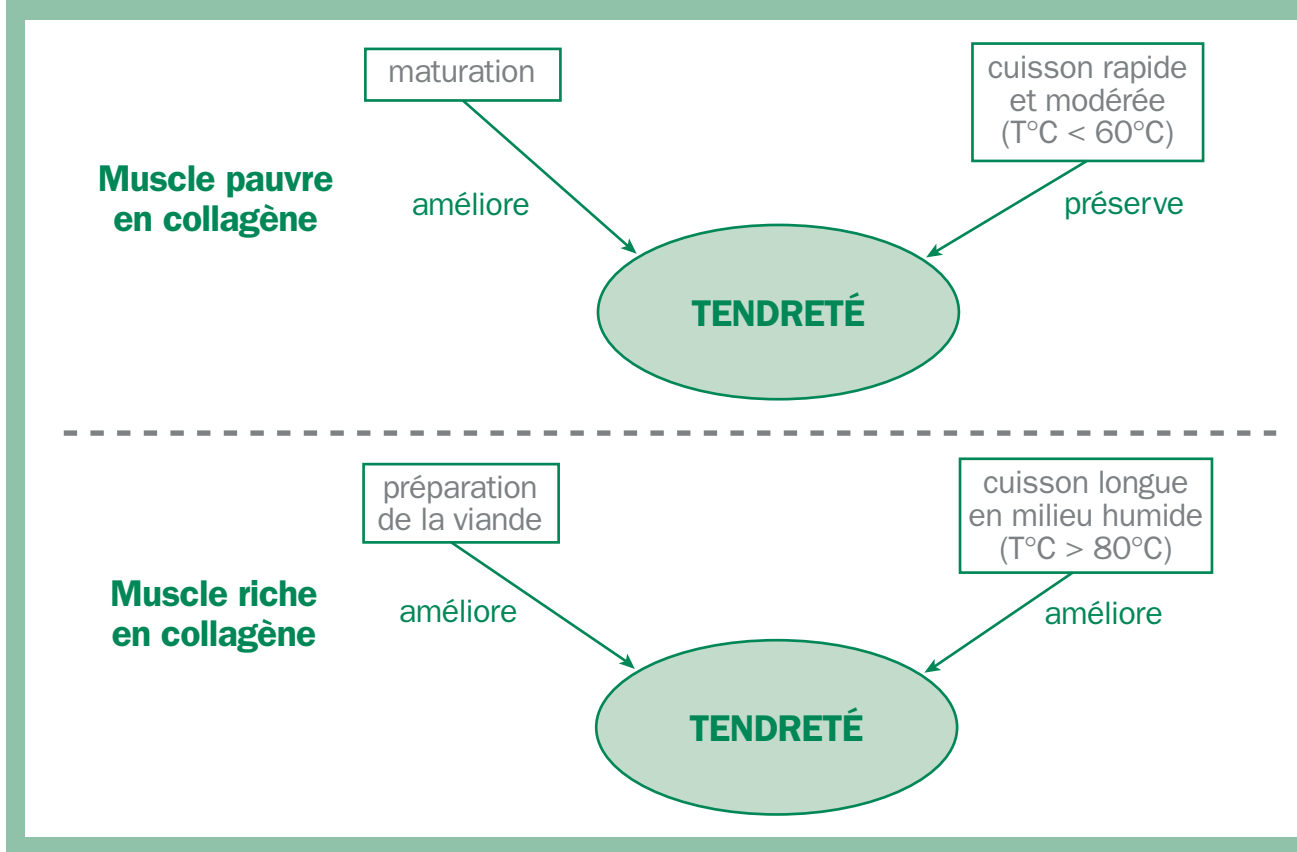 maturation
cuisson rapide
et modérée
(T°C < 60°C)
Muscle pauvre
en collagène
améliore
préserve
TENDRETÉ
préparation
de la viande
cuisson longue
en milieu humide
(T°C > 80°C)
Muscle riche
en collagène
améliore
améliore
TENDRETÉ